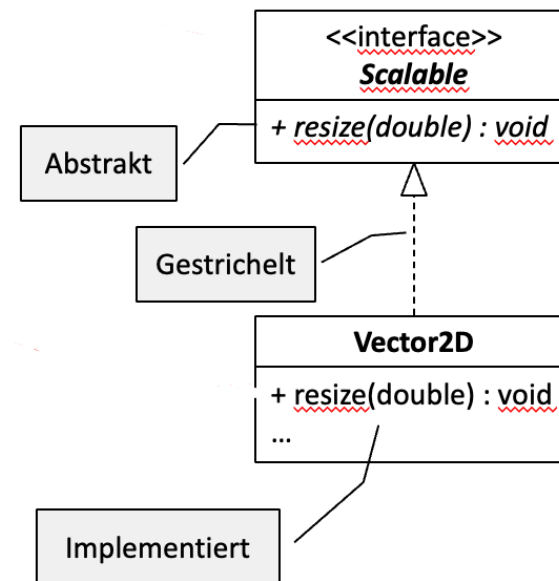 <<interface>>
Scalable
+ resize(double) : void
Abstrakt
Gestrichelt
Vector2D
+ resize(double) : void
...
Implementiert